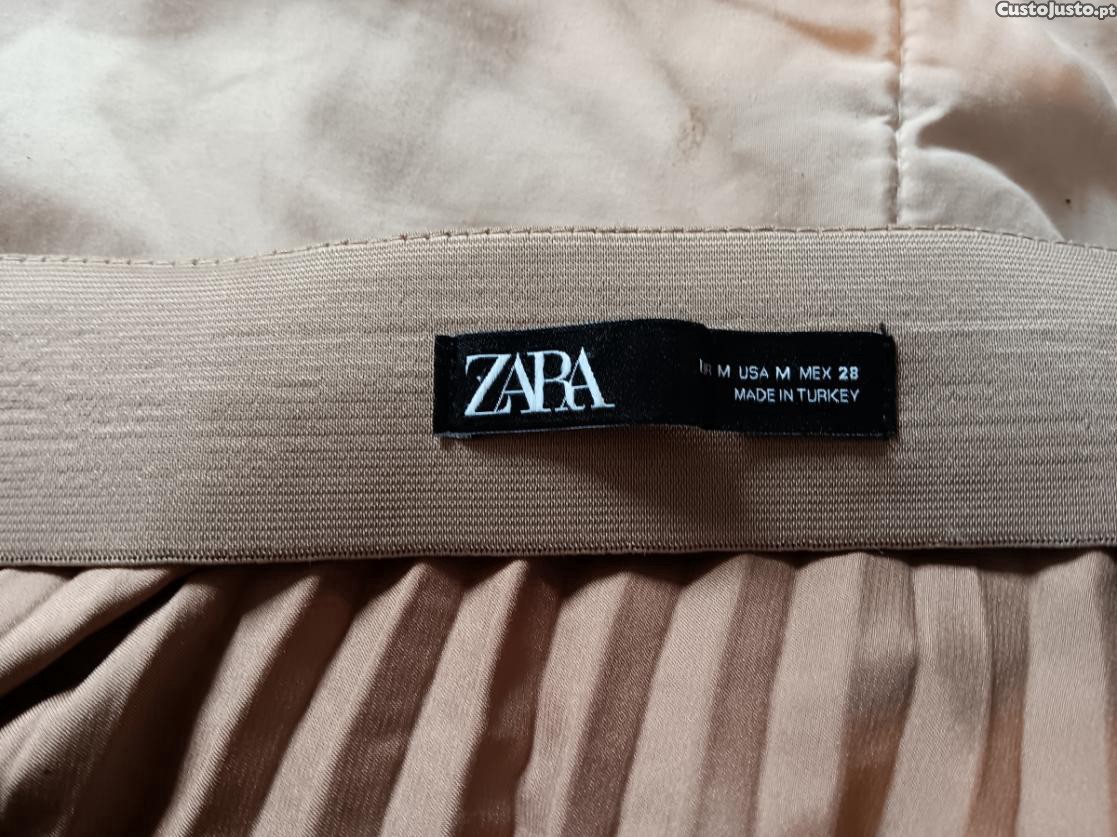 CustoJusto.pt
ZARA
M USA M MEX 28
MADE IN TURKEY